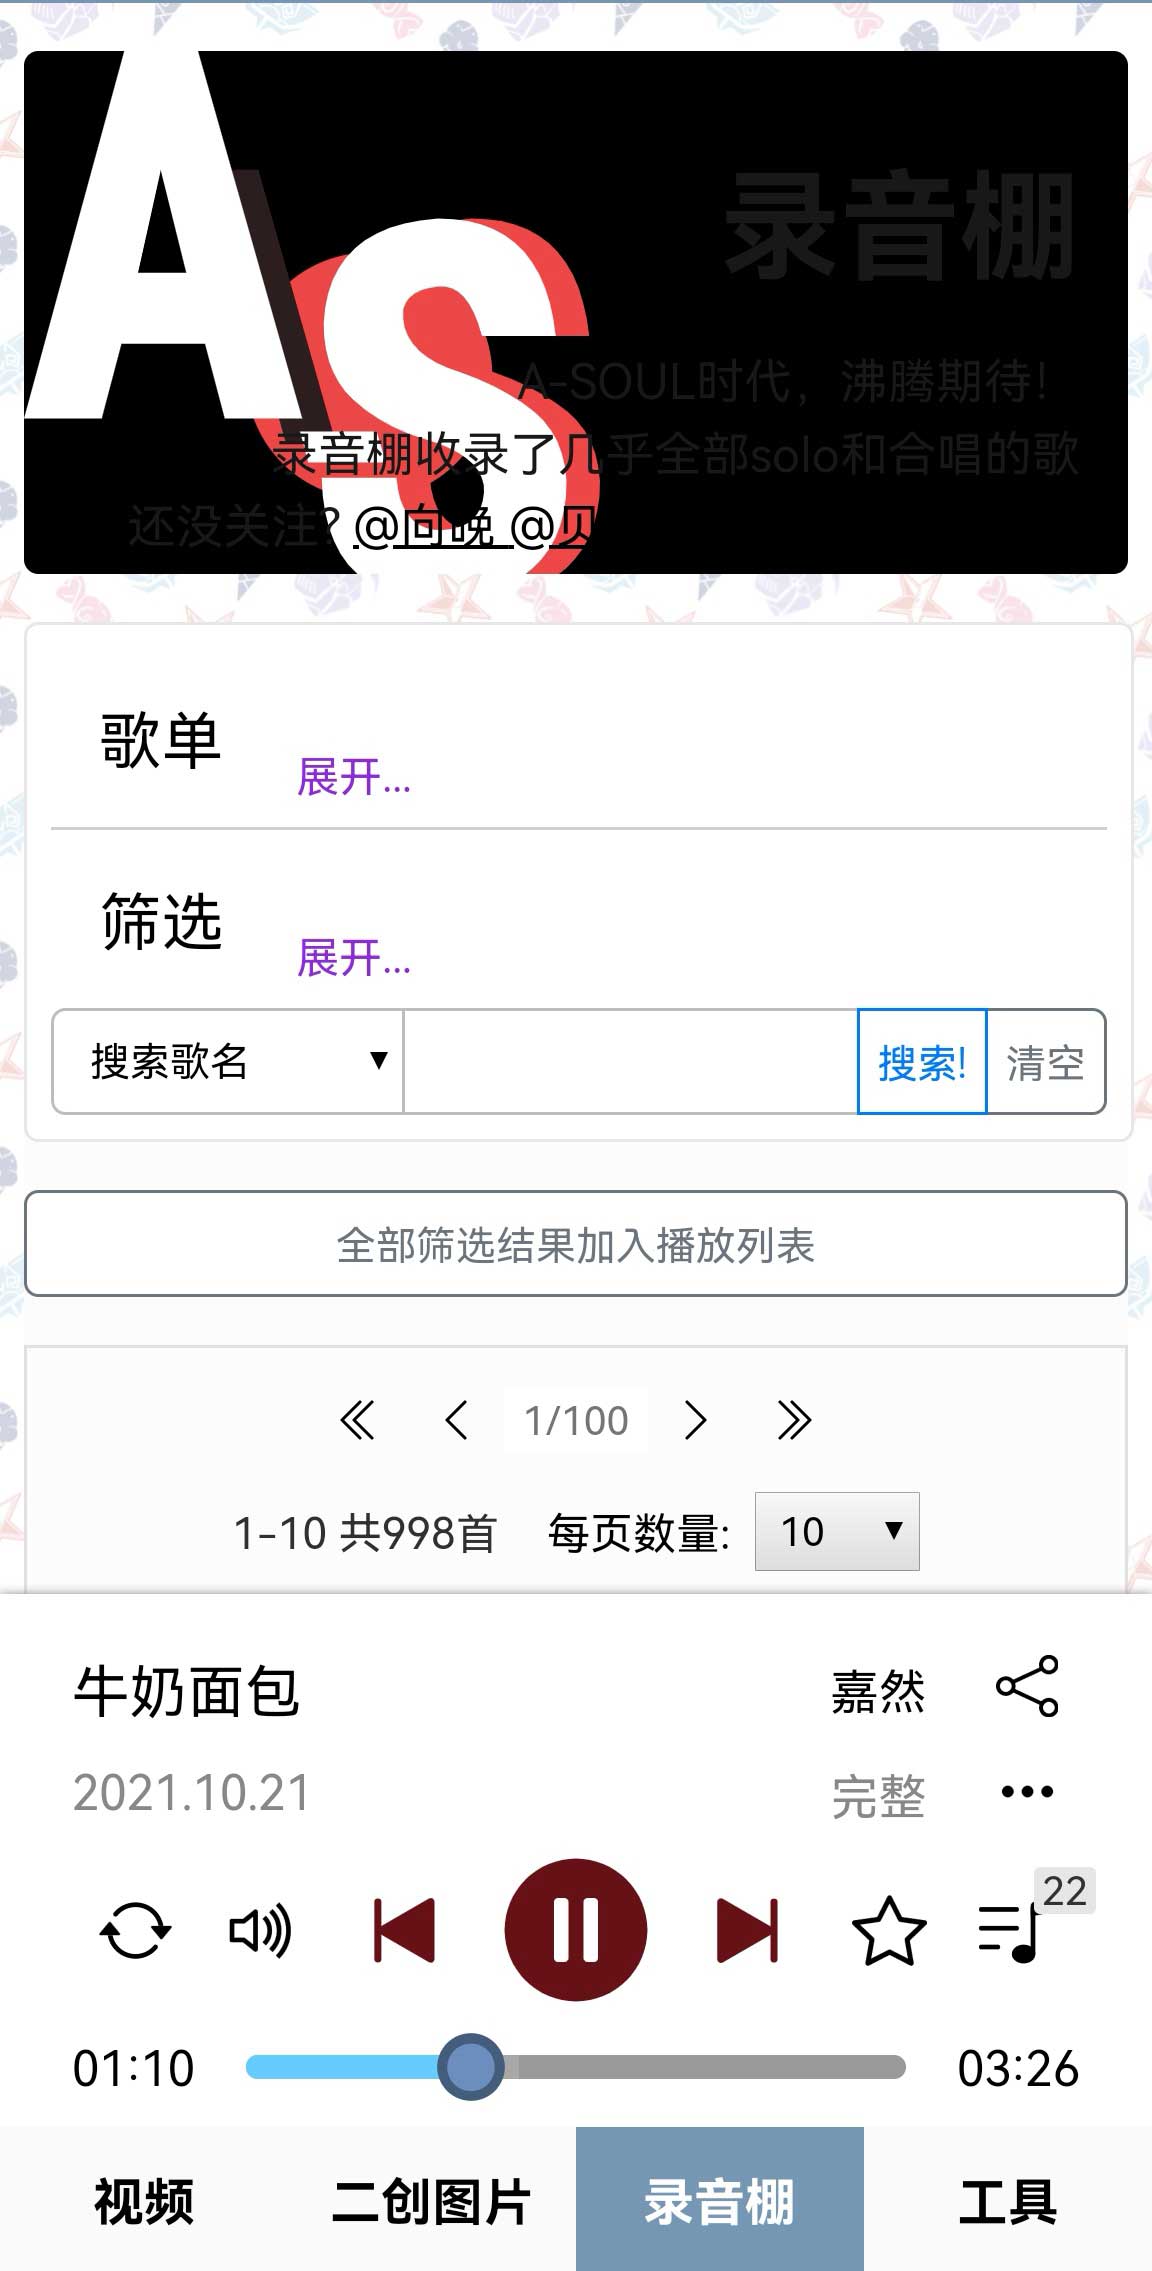 As
录音棚
A-SOUL时代，沸腾期待！
录音棚收录了几乎全部solo和合唱的歌
还没关注? @向晚 @贝
歌单 展开...
筛选 展开...
搜索歌名 ▼ 搜索! 清空
全部筛选结果加入播放列表
1/100
1-10 共998首 每页数量: 10 ▼
牛奶面包 嘉然
2021.10.21 完整
22
01:10 03:26
视频 二创图片 录音棚 工具